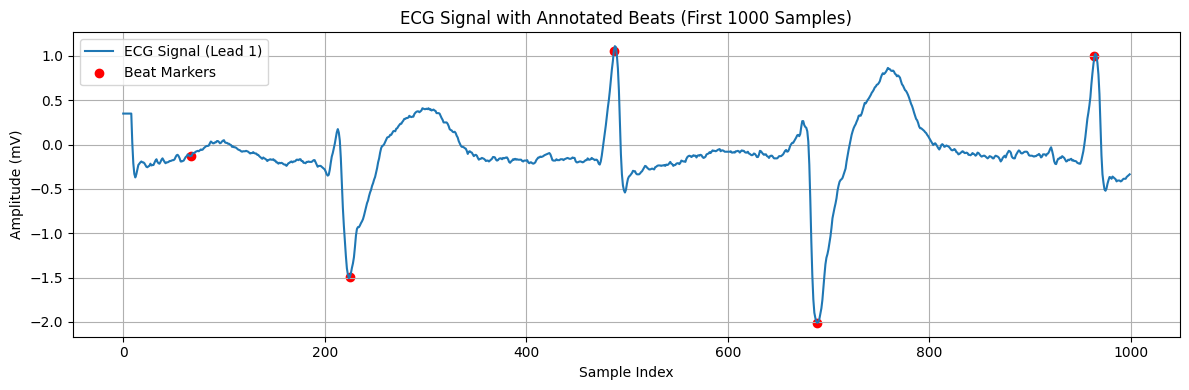 ECG Signal with Annotated Beats (First 1000 Samples)
ECG Signal (Lead 1)
Beat Markers
Amplitude (mV)
1.0
0.5
0.0
−0.5
−1.0
−1.5
−2.0
0 200 400 600 800 1000
Sample Index